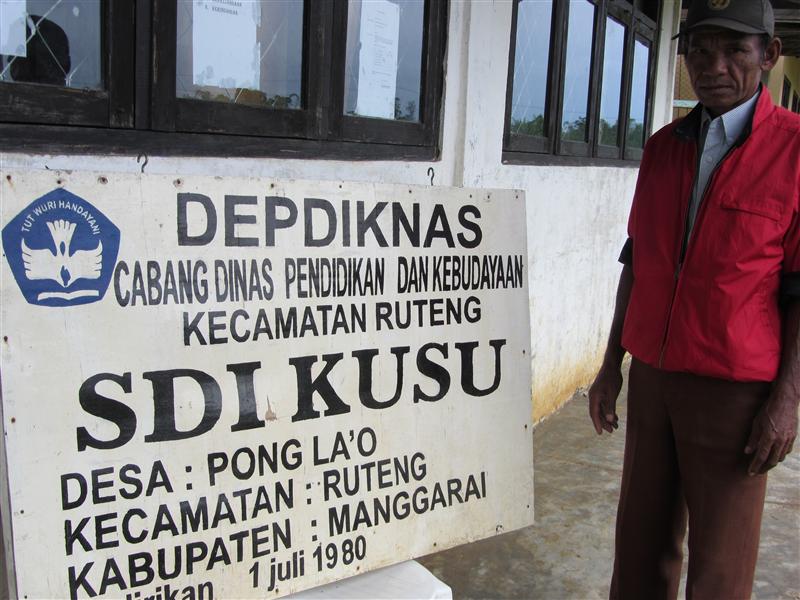 TUT WURI HANDAYANI
DEPDIKNAS
CABANG DINAS PENDIDIKAN DAN KEBUDAYAAN
KECAMATAN RUTENG
SDI KUSU
DESA : PONG LA'O
KECAMATAN : RUTENG
KABUPATEN : MANGGARAI
1 juli 1980